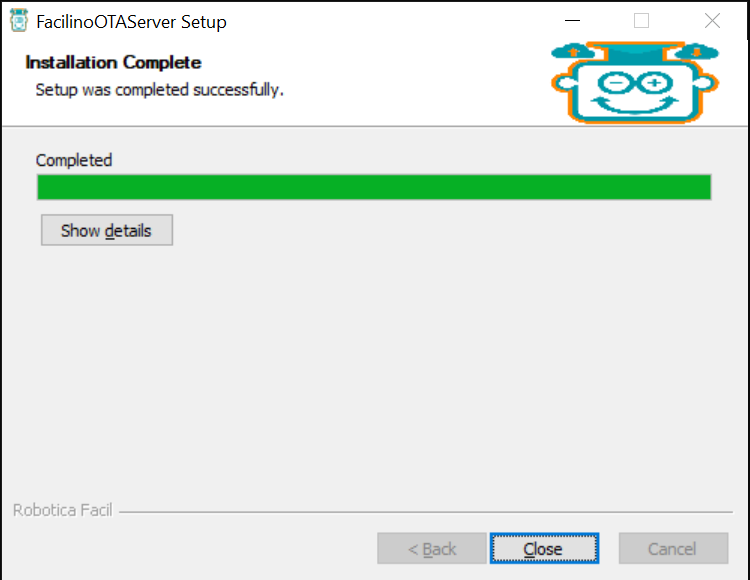 FacilinoOTAServer Setup
Installation Complete
Setup was completed successfully.
Completed
Show details
Robotica Facil
< Back
Close
Cancel